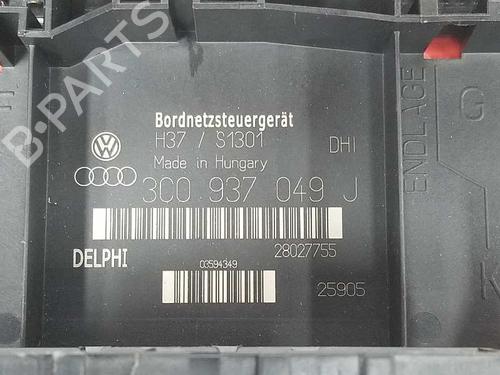 Bordnetzsteuergerät
H37 / S1301 DHI
Made in Hungary
3C0 937 049 J
DELPHI 28027755
03594349
25905
ENDLAGE
G
K
B-PARTS